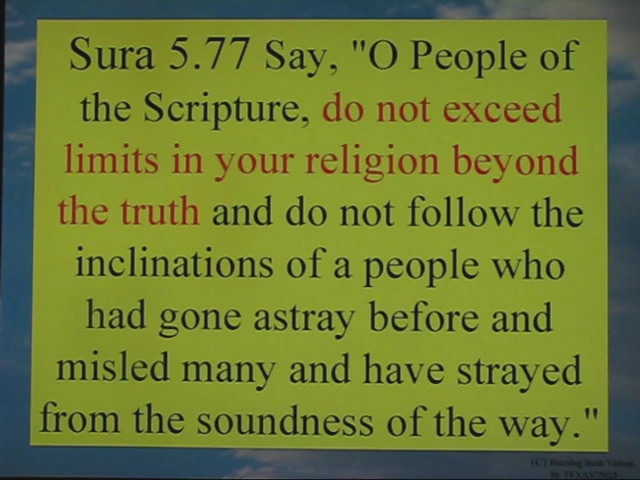 Sura 5.77 Say, "O People of
the Scripture, do not exceed
limits in your religion beyond
the truth and do not follow the
inclinations of a people who
had gone astray before and
misled many and have strayed
from the soundness of the way."